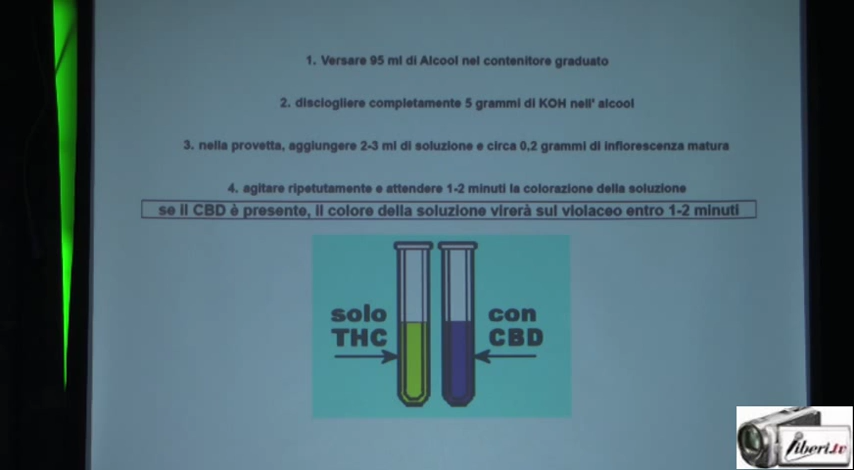 1. Versare 95 ml di Alcool nel contenitore graduato
2. disciogliere completamente 5 grammi di KOH nell' alcool
3. nella provetta, aggiungere 2-3 ml di soluzione e circa 0,2 grammi di infiorescenza matura
4. agitare ripetutamente e attendere 1-2 minuti la colorazione della soluzione
se il CBD è presente, il colore della soluzione virerà sul violaceo entro 1-2 minuti
solo
THC
con
CBD
liberi.tv